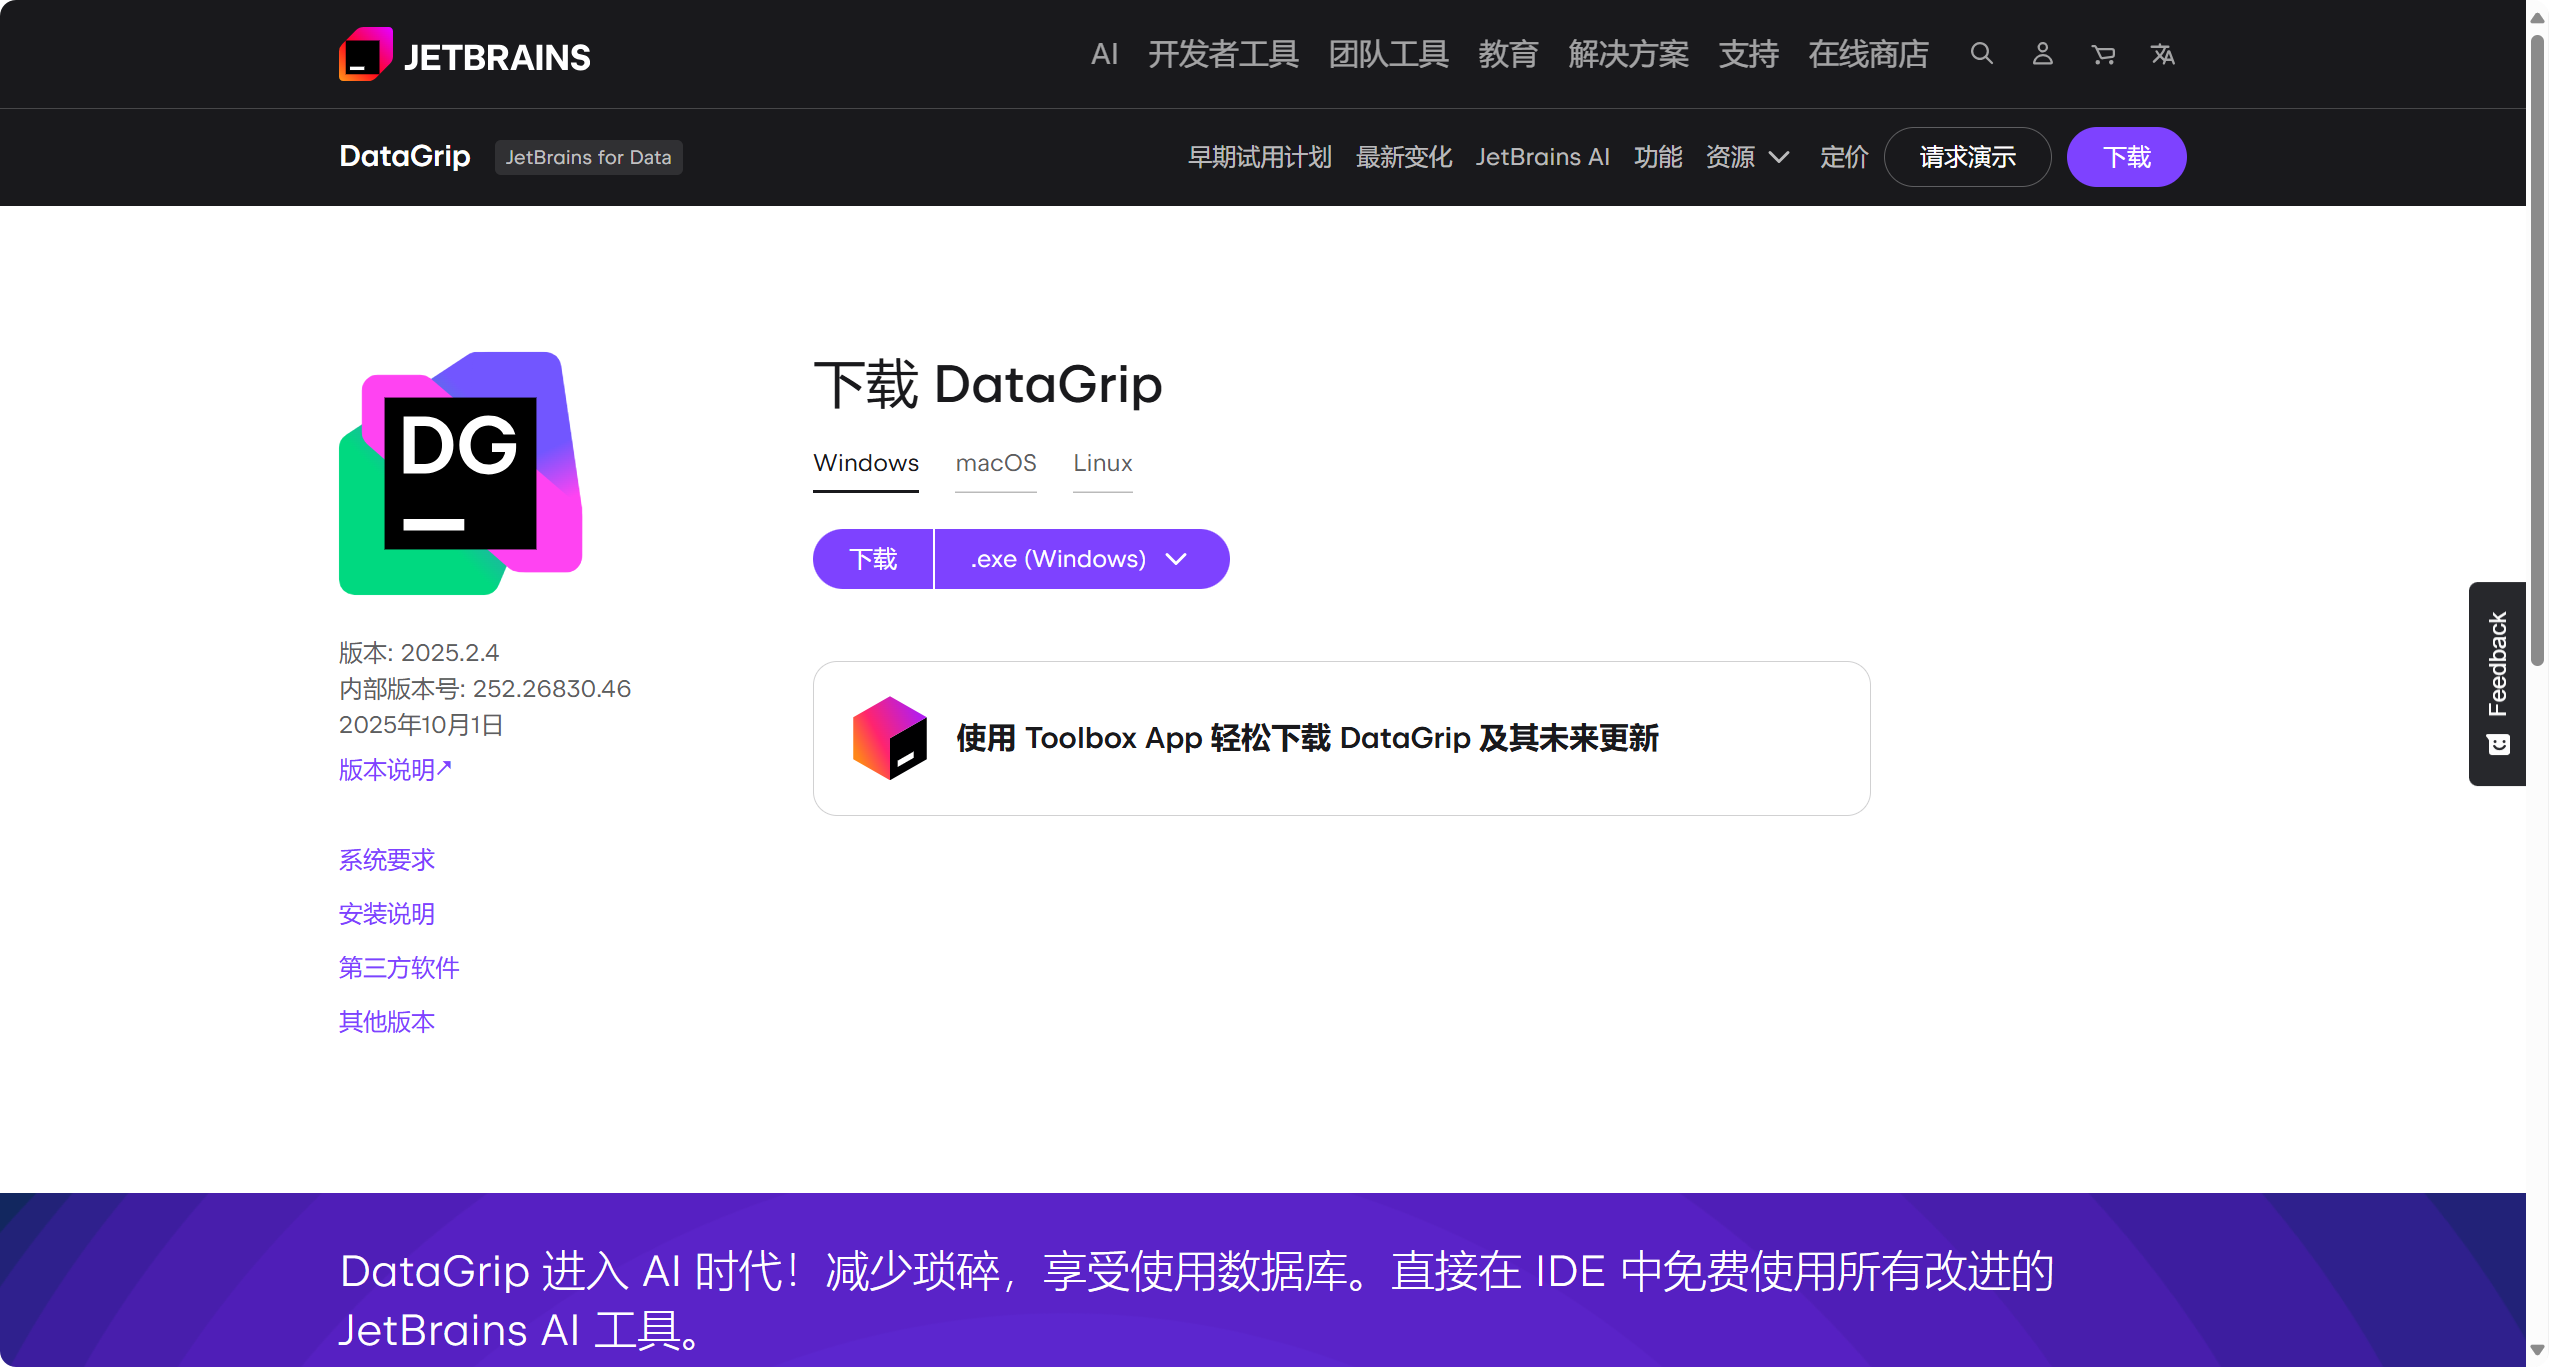 JETBRAINS
AI 开发者工具 团队工具 教育 解决方案 支持 在线商店
DataGrip JetBrains for Data
早期试用计划 最新变化 JetBrains AI 功能 资源 定价 请求演示 下载
DG
下载 DataGrip
Windows macOS Linux
下载 .exe (Windows)
版本: 2025.2.4
内部版本号: 252.26830.46
2025年10月1日
版本说明↗
使用 Toolbox App 轻松下载 DataGrip 及其未来更新
系统要求
安装说明
第三方软件
其他版本
Feedback
DataGrip 进入 AI 时代！减少琐碎，享受使用数据库。直接在 IDE 中免费使用所有改进的
JetBrains AI 工具。